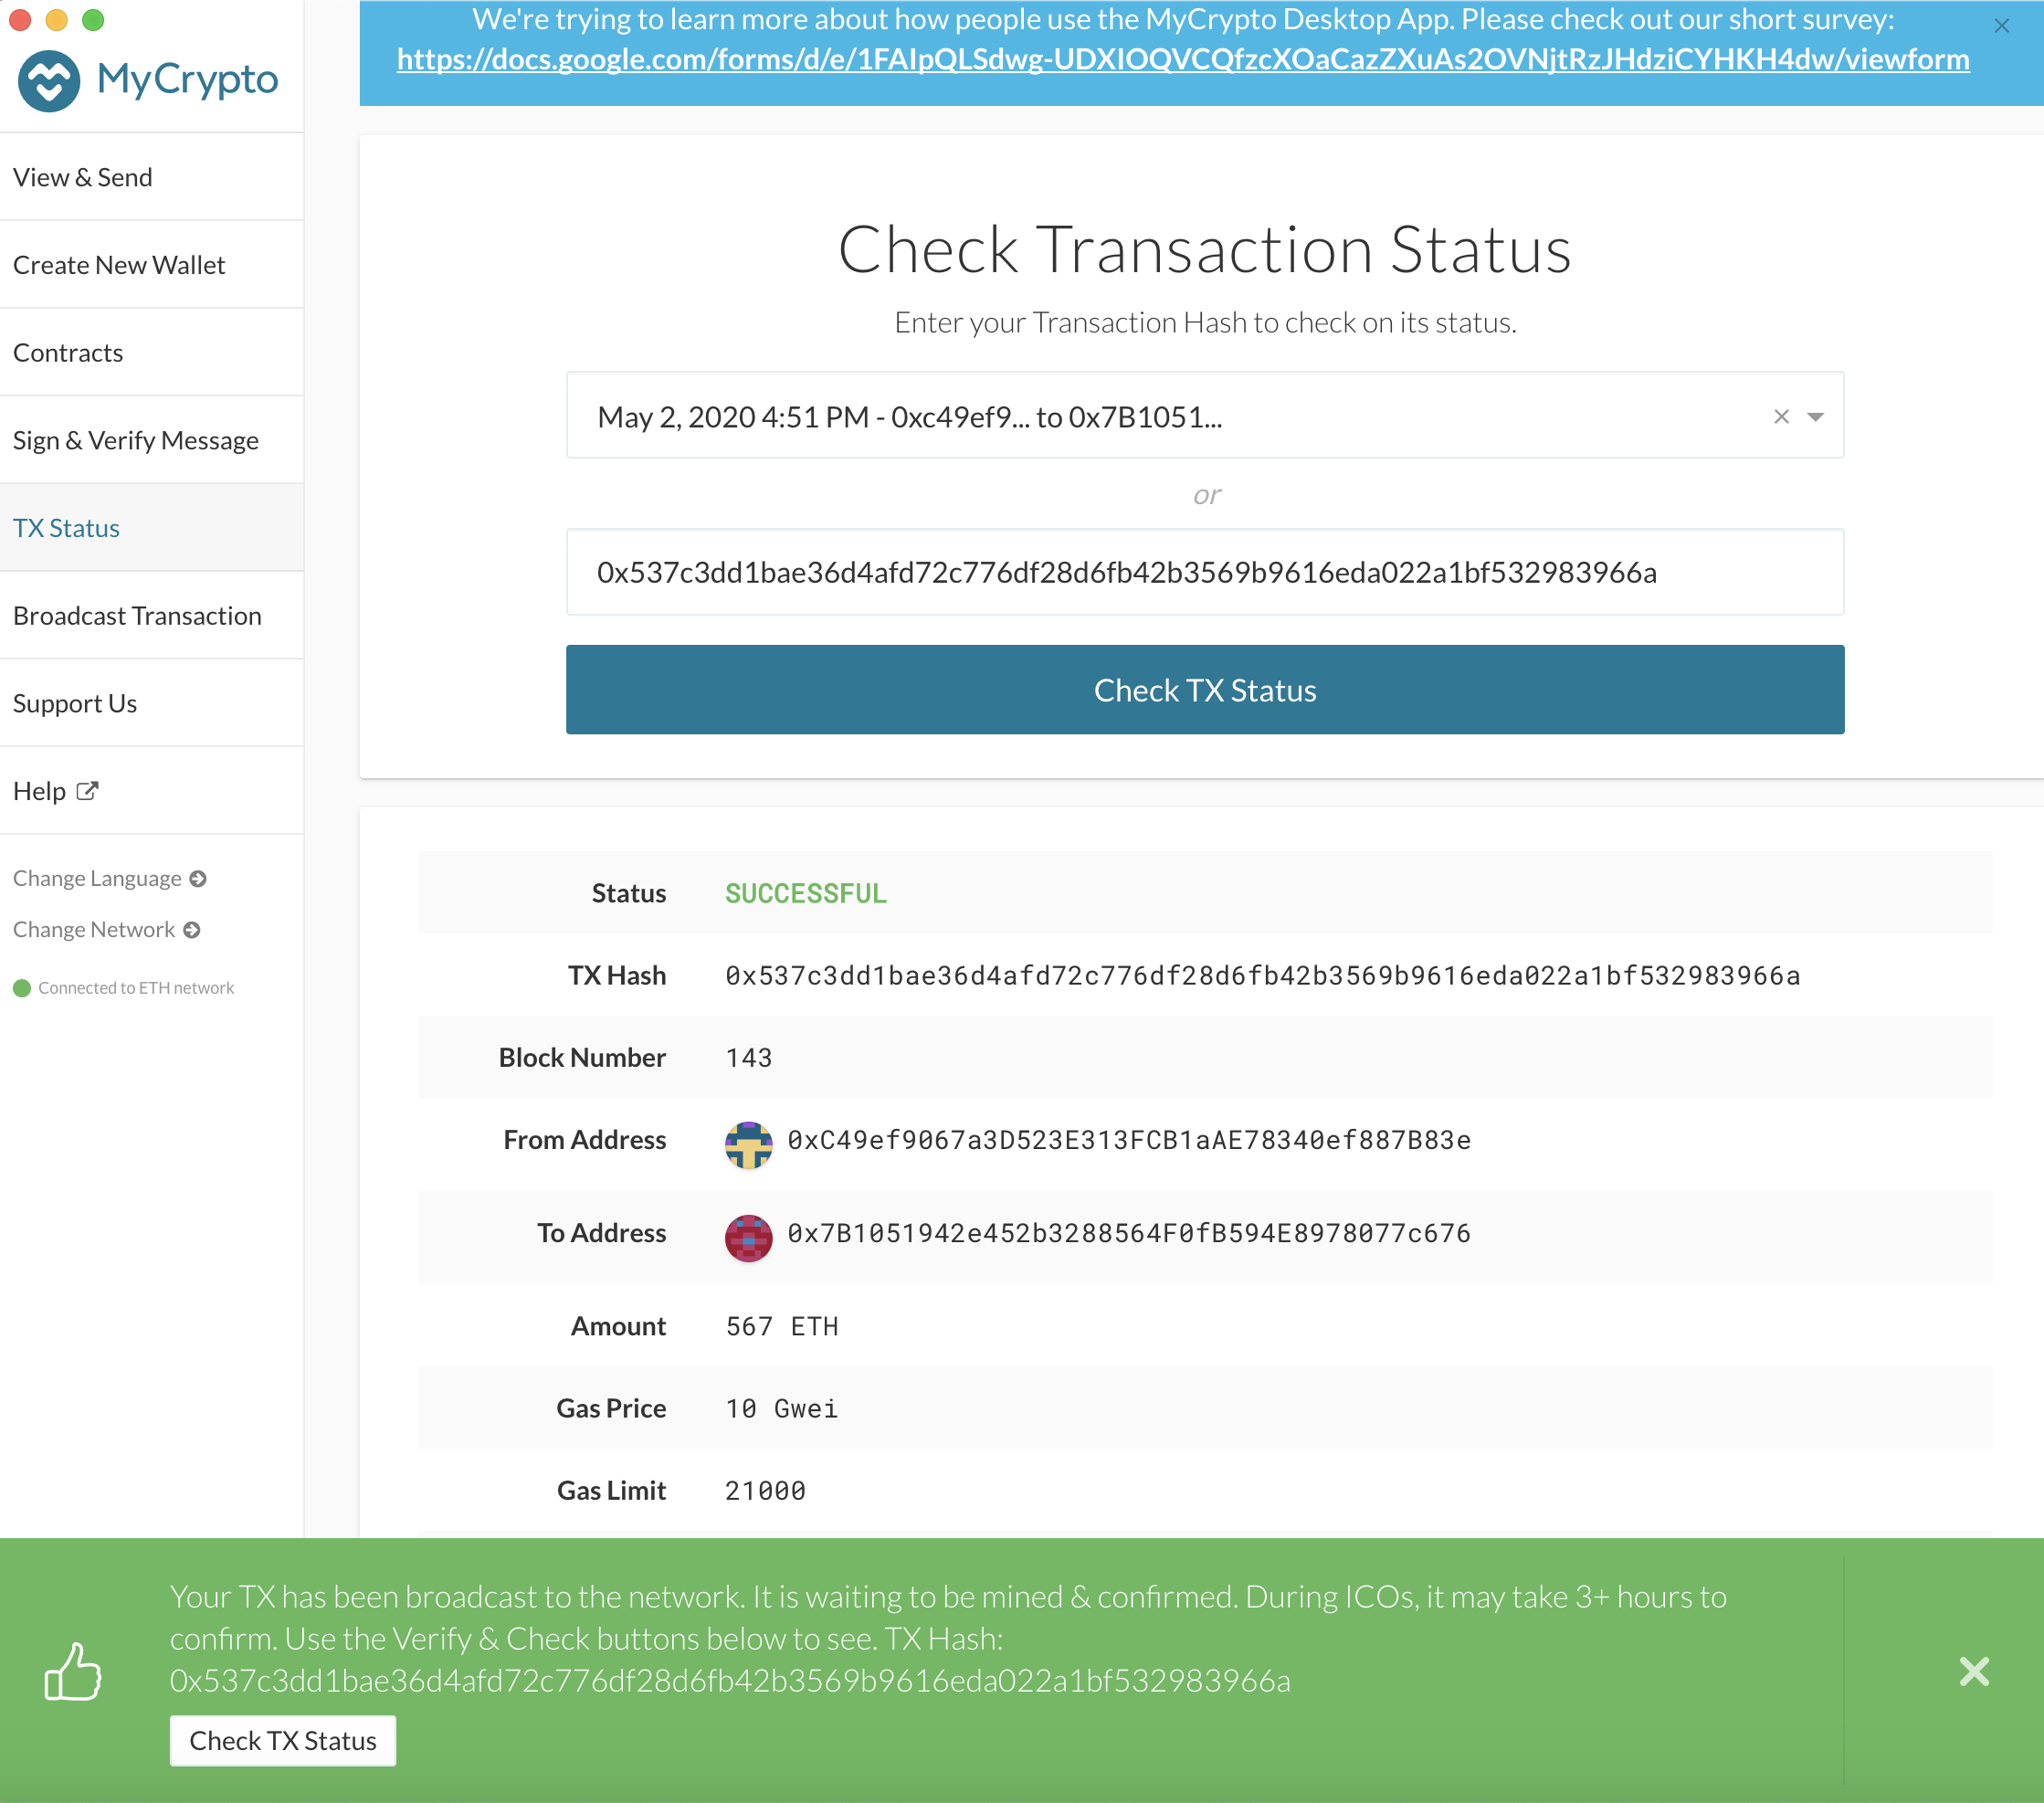 We're trying to learn more about how people use the MyCrypto Desktop App. Please check out our short survey:
https://docs.google.com/forms/d/e/1FAIpQLSdwg-UDXIOQVCQfzcXOaCazZXuAs2OVNjtRzJHdziCYHKH4dw/viewform
MyCrypto
View & Send
Create New Wallet
Contracts
Sign & Verify Message
TX Status
Broadcast Transaction
Support Us
Help
Change Language
Change Network
Connected to ETH network
Check Transaction Status
Enter your Transaction Hash to check on its status.
May 2, 2020 4:51 PM - 0xc49ef9... to 0x7B1051...
or
0x537c3dd1bae36d4afd72c776df28d6fb42b3569b9616eda022a1bf532983966a
Check TX Status
Status SUCCESSFUL
TX Hash 0x537c3dd1bae36d4afd72c776df28d6fb42b3569b9616eda022a1bf532983966a
Block Number 143
From Address 0xC49ef9067a3D523E313FCB1aAE78340ef887B83e
To Address 0x7B1051942e452b3288564F0fB594E8978077c676
Amount 567 ETH
Gas Price 10 Gwei
Gas Limit 21000
Your TX has been broadcast to the network. It is waiting to be mined & confirmed. During ICOs, it may take 3+ hours to
confirm. Use the Verify & Check buttons below to see. TX Hash:
0x537c3dd1bae36d4afd72c776df28d6fb42b3569b9616eda022a1bf532983966a
Check TX Status